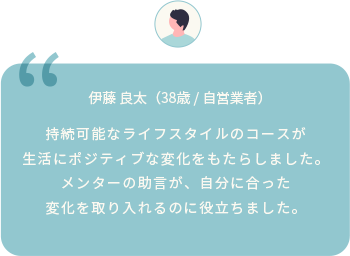 伊藤 良太（38歳 / 自営業者）
持続可能なライフスタイルのコースが
生活にポジティブな変化をもたらしました。
メンターの助言が、自分に合った
変化を取り入れるのに役立ちました。